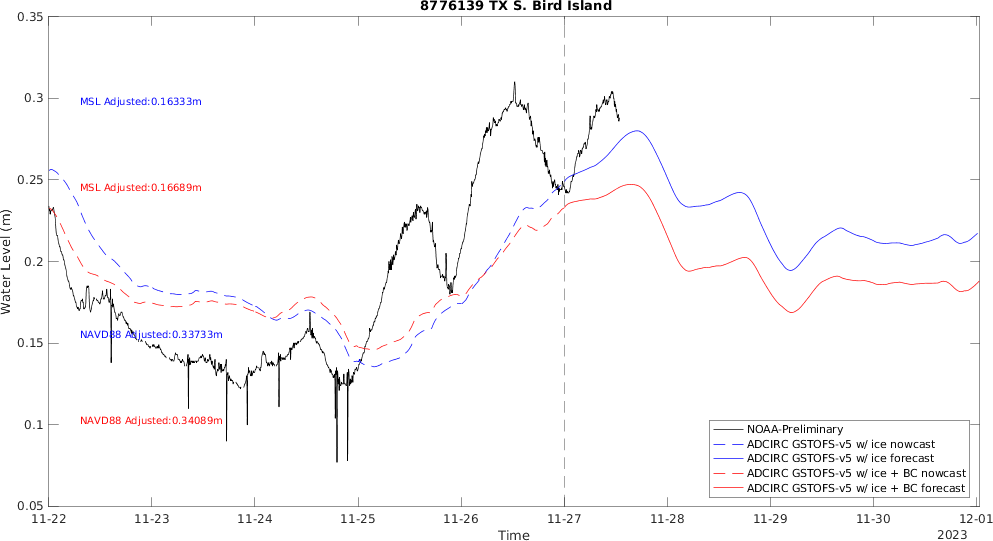 8776139 TX S. Bird Island
0.35
0.3
0.25
0.2
0.15
0.1
0.05
Water Level (m)
MSL Adjusted:0.16333m
MSL Adjusted:0.16689m
NAVD88 Adjusted:0.33733m
NAVD88 Adjusted:0.34089m
NOAA-Preliminary
ADCIRC GSTOFS-v5 w/ ice nowcast
ADCIRC GSTOFS-v5 w/ ice forecast
ADCIRC GSTOFS-v5 w/ ice + BC nowcast
ADCIRC GSTOFS-v5 w/ ice + BC forecast
11-22 11-23 11-24 11-25 11-26 11-27 11-28 11-29 11-30 12-01
Time
2023